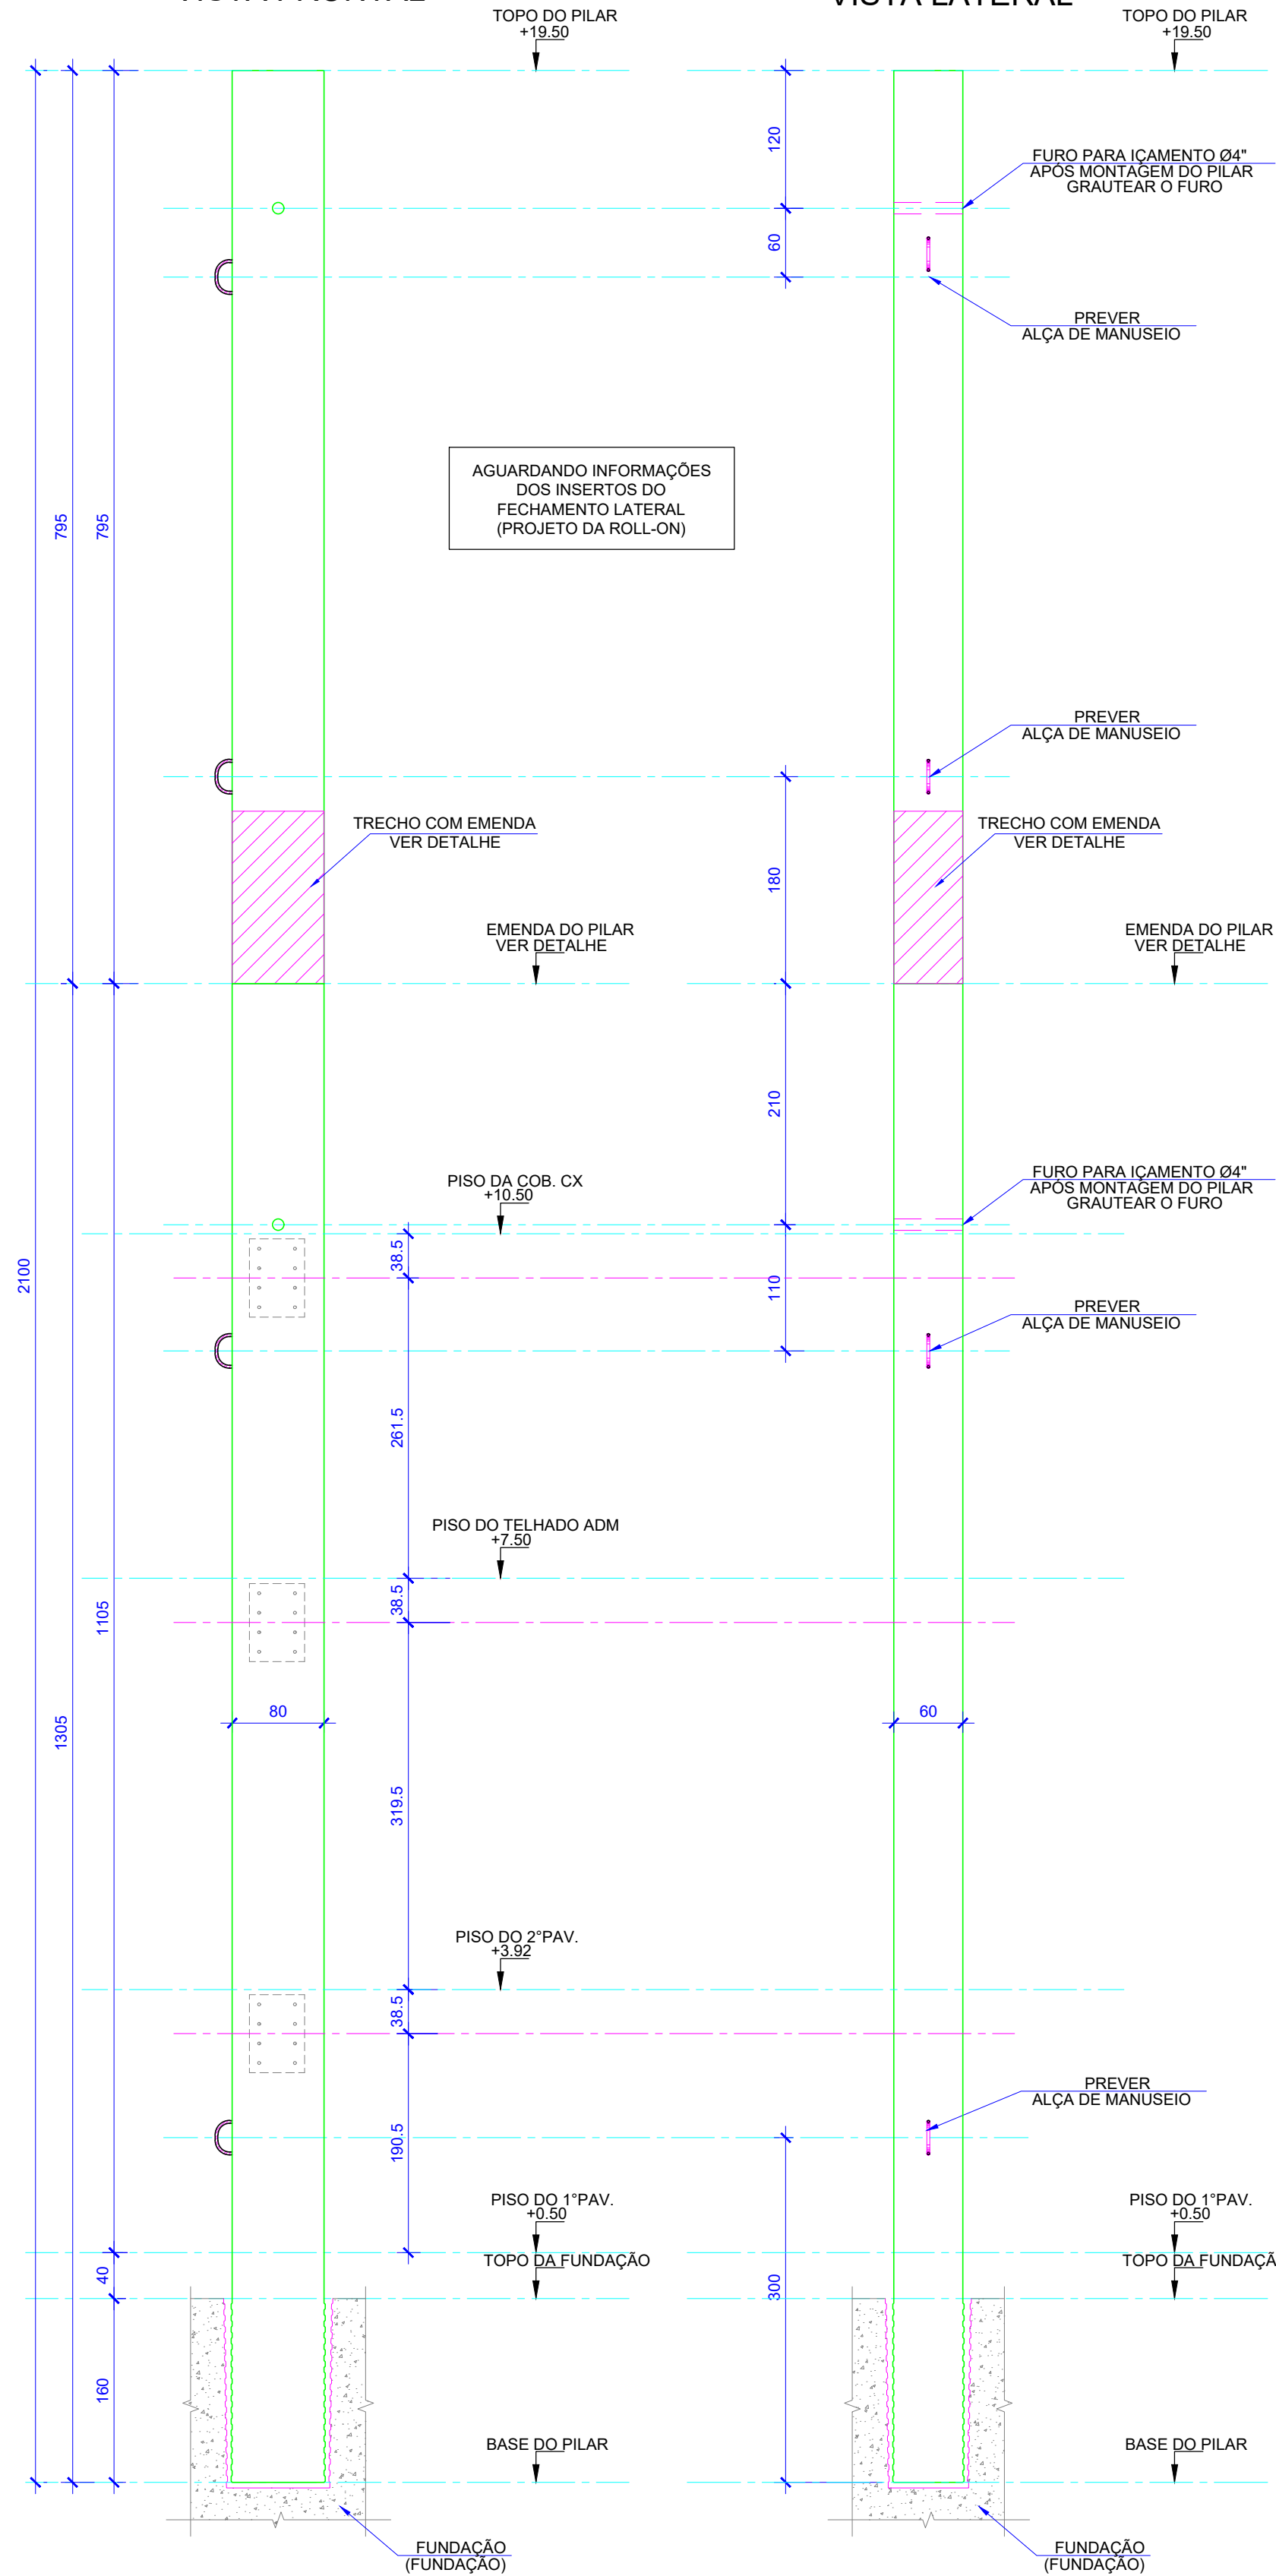 TOPO DO PILAR
+19.50
TOPO DO PILAR
+19.50
120
FURO PARA IÇAMENTO Ø4"
APÓS MONTAGEM DO PILAR
GRAUTEAR O FURO
60
PREVER
ALÇA DE MANUSEIO
AGUARDANDO INFORMAÇÕES
DOS INSERTOS DO
FECHAMENTO LATERAL
(PROJETO DA ROLL-ON)
795
795
PREVER
ALÇA DE MANUSEIO
TRECHO COM EMENDA
VER DETALHE
TRECHO COM EMENDA
VER DETALHE
180
EMENDA DO PILAR
VER DETALHE
EMENDA DO PILAR
VER DETALHE
210
PISO DA COB. CX
+10.50
FURO PARA IÇAMENTO Ø4"
APÓS MONTAGEM DO PILAR
GRAUTEAR O FURO
38.5
2100
110
PREVER
ALÇA DE MANUSEIO
261.5
PISO DO TELHADO ADM
+7.50
38.5
1105
80
60
1305
319.5
PISO DO 2°PAV.
+3.92
38.5
PREVER
ALÇA DE MANUSEIO
190.5
PISO DO 1°PAV.
+0.50
PISO DO 1°PAV.
+0.50
TOPO DA FUNDAÇÃO
40
300
160
BASE DO PILAR
BASE DO PILAR
FUNDAÇÃO
(FUNDAÇÃO)
FUNDAÇÃO
(FUNDAÇÃO)